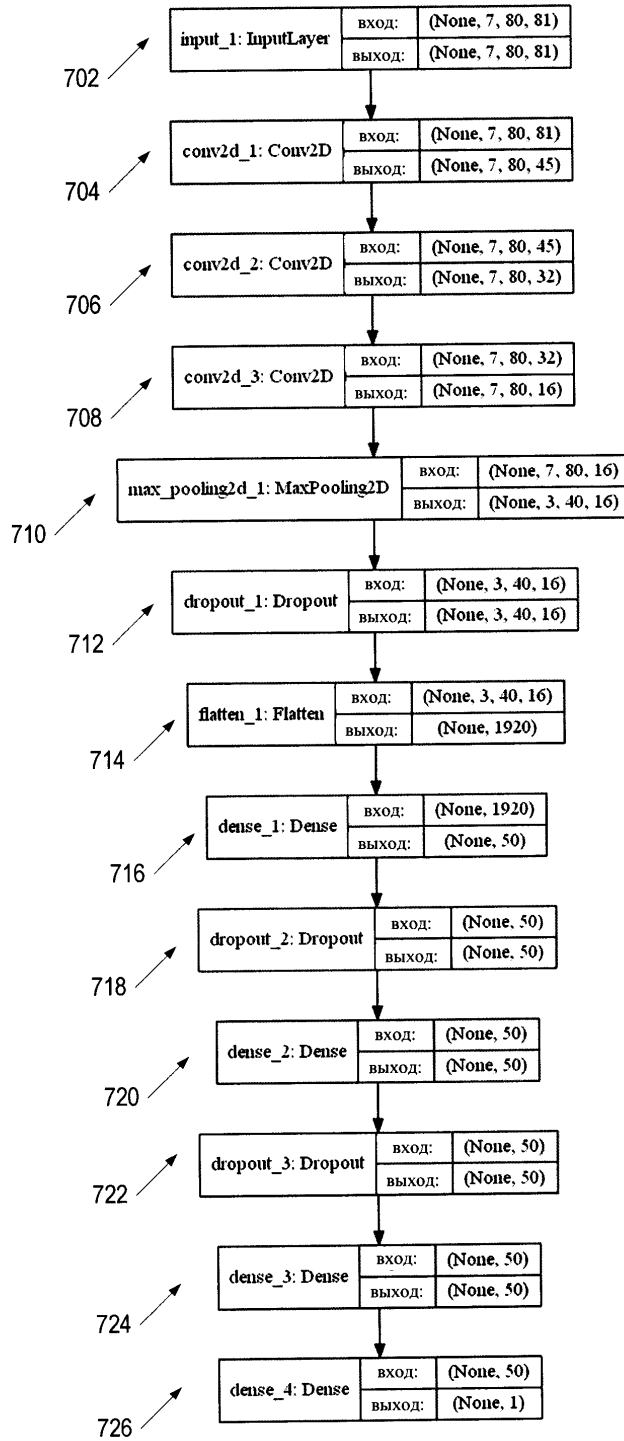 input_1: InputLayer
вход: (None, 7, 80, 81)
выход: (None, 7, 80, 81)
702
conv2d_1: Conv2D
вход: (None, 7, 80, 81)
выход: (None, 7, 80, 45)
704
conv2d_2: Conv2D
вход: (None, 7, 80, 45)
выход: (None, 7, 80, 32)
706
conv2d_3: Conv2D
вход: (None, 7, 80, 32)
выход: (None, 7, 80, 16)
708
max_pooling2d_1: MaxPooling2D
вход: (None, 7, 80, 16)
выход: (None, 3, 40, 16)
710
dropout_1: Dropout
вход: (None, 3, 40, 16)
выход: (None, 3, 40, 16)
712
flatten_1: Flatten
вход: (None, 3, 40, 16)
выход: (None, 1920)
714
dense_1: Dense
вход: (None, 1920)
выход: (None, 50)
716
dropout_2: Dropout
вход: (None, 50)
выход: (None, 50)
718
dense_2: Dense
вход: (None, 50)
выход: (None, 50)
720
dropout_3: Dropout
вход: (None, 50)
выход: (None, 50)
722
dense_3: Dense
вход: (None, 50)
выход: (None, 50)
724
dense_4: Dense
вход: (None, 50)
выход: (None, 1)
726